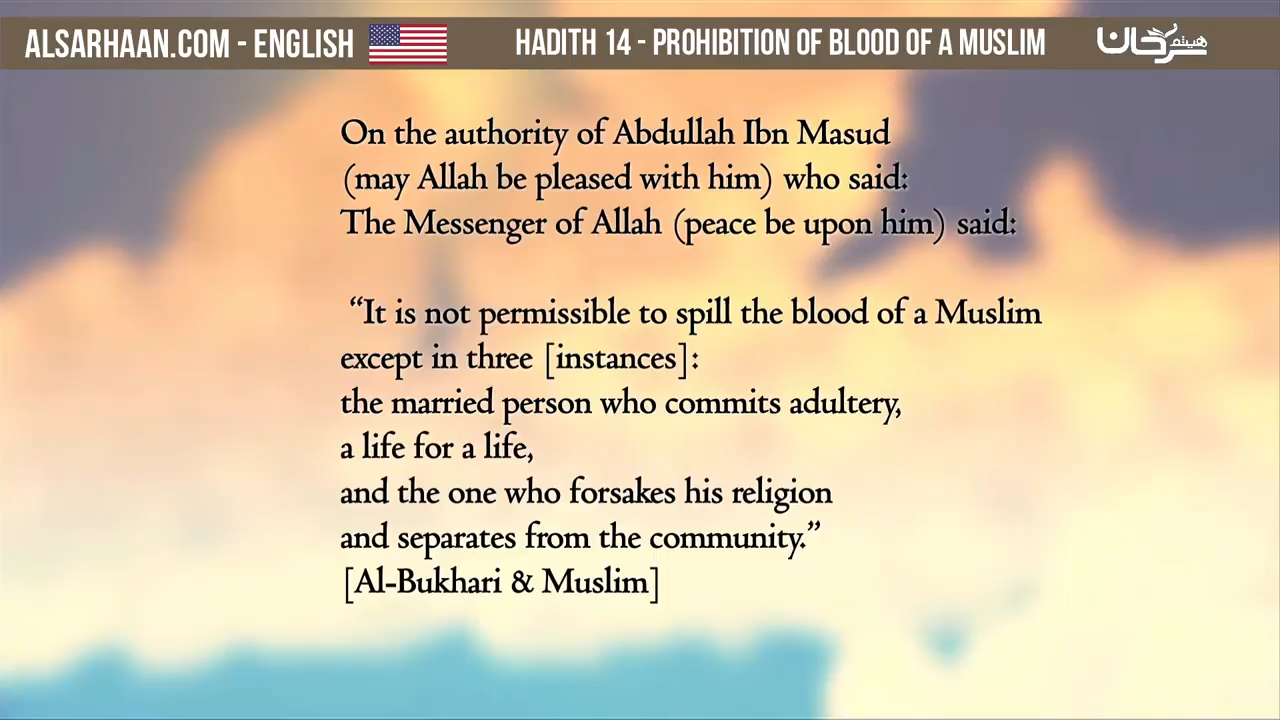 ALSARHAAN.COM - ENGLISH
HADITH 14 - PROHIBITION OF BLOOD OF A MUSLIM
هيثم سرحان
On the authority of Abdullah Ibn Masud
(may Allah be pleased with him) who said:
The Messenger of Allah (peace be upon him) said:
“It is not permissible to spill the blood of a Muslim
except in three [instances]:
the married person who commits adultery,
a life for a life,
and the one who forsakes his religion
and separates from the community.”
[Al-Bukhari & Muslim]